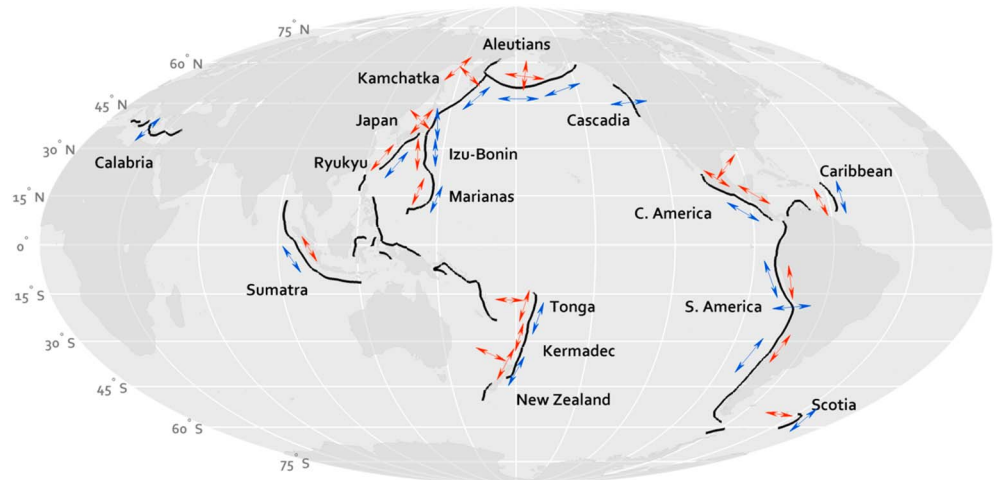 75° N
60° N
45° N
30° N
15 °N
0°
15° S
30° S
45° S
60° S
75° S
Aleutians
Kamchatka
Japan
Cascadia
Calabria
Ryukyu
Izu-Bonin
Caribbean
Marianas
C. America
Sumatra
Tonga
S. America
Kermadec
New Zealand
Scotia